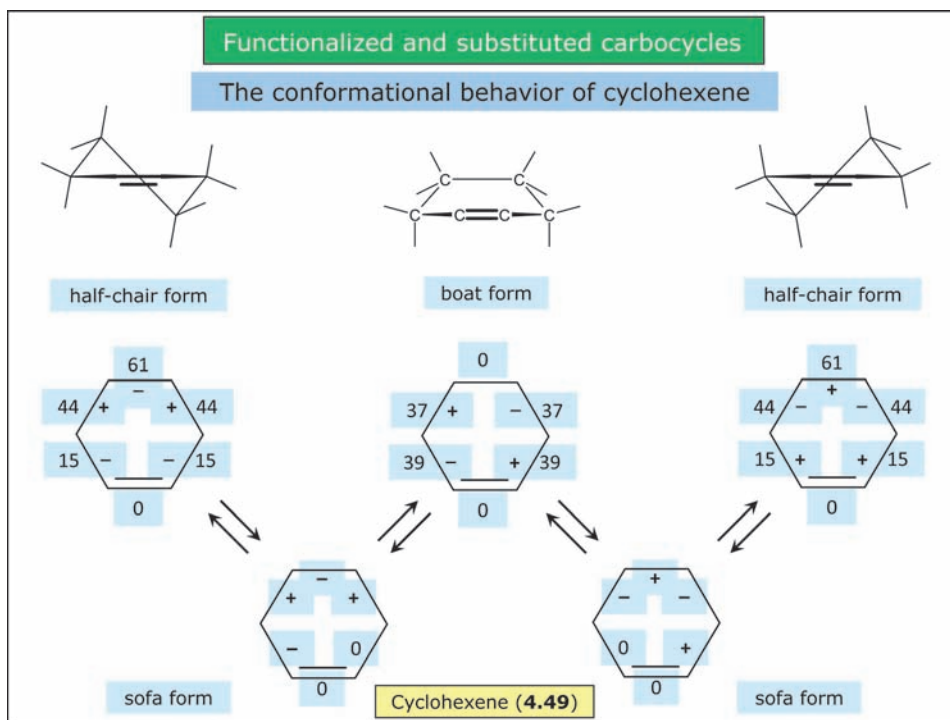 Functionalized and substituted carbocycles
The conformational behavior of cyclohexene
C C
C C C C
half-chair form
boat form
half-chair form
61
44 + − + 44
15 − − 15
0
0
37 + − 37
39 − + 39
0
61
44 − + − 44
15 + + 15
0
− 
+ +
− 0
0
+
− −
0 +
0
sofa form
Cyclohexene (4.49)
sofa form